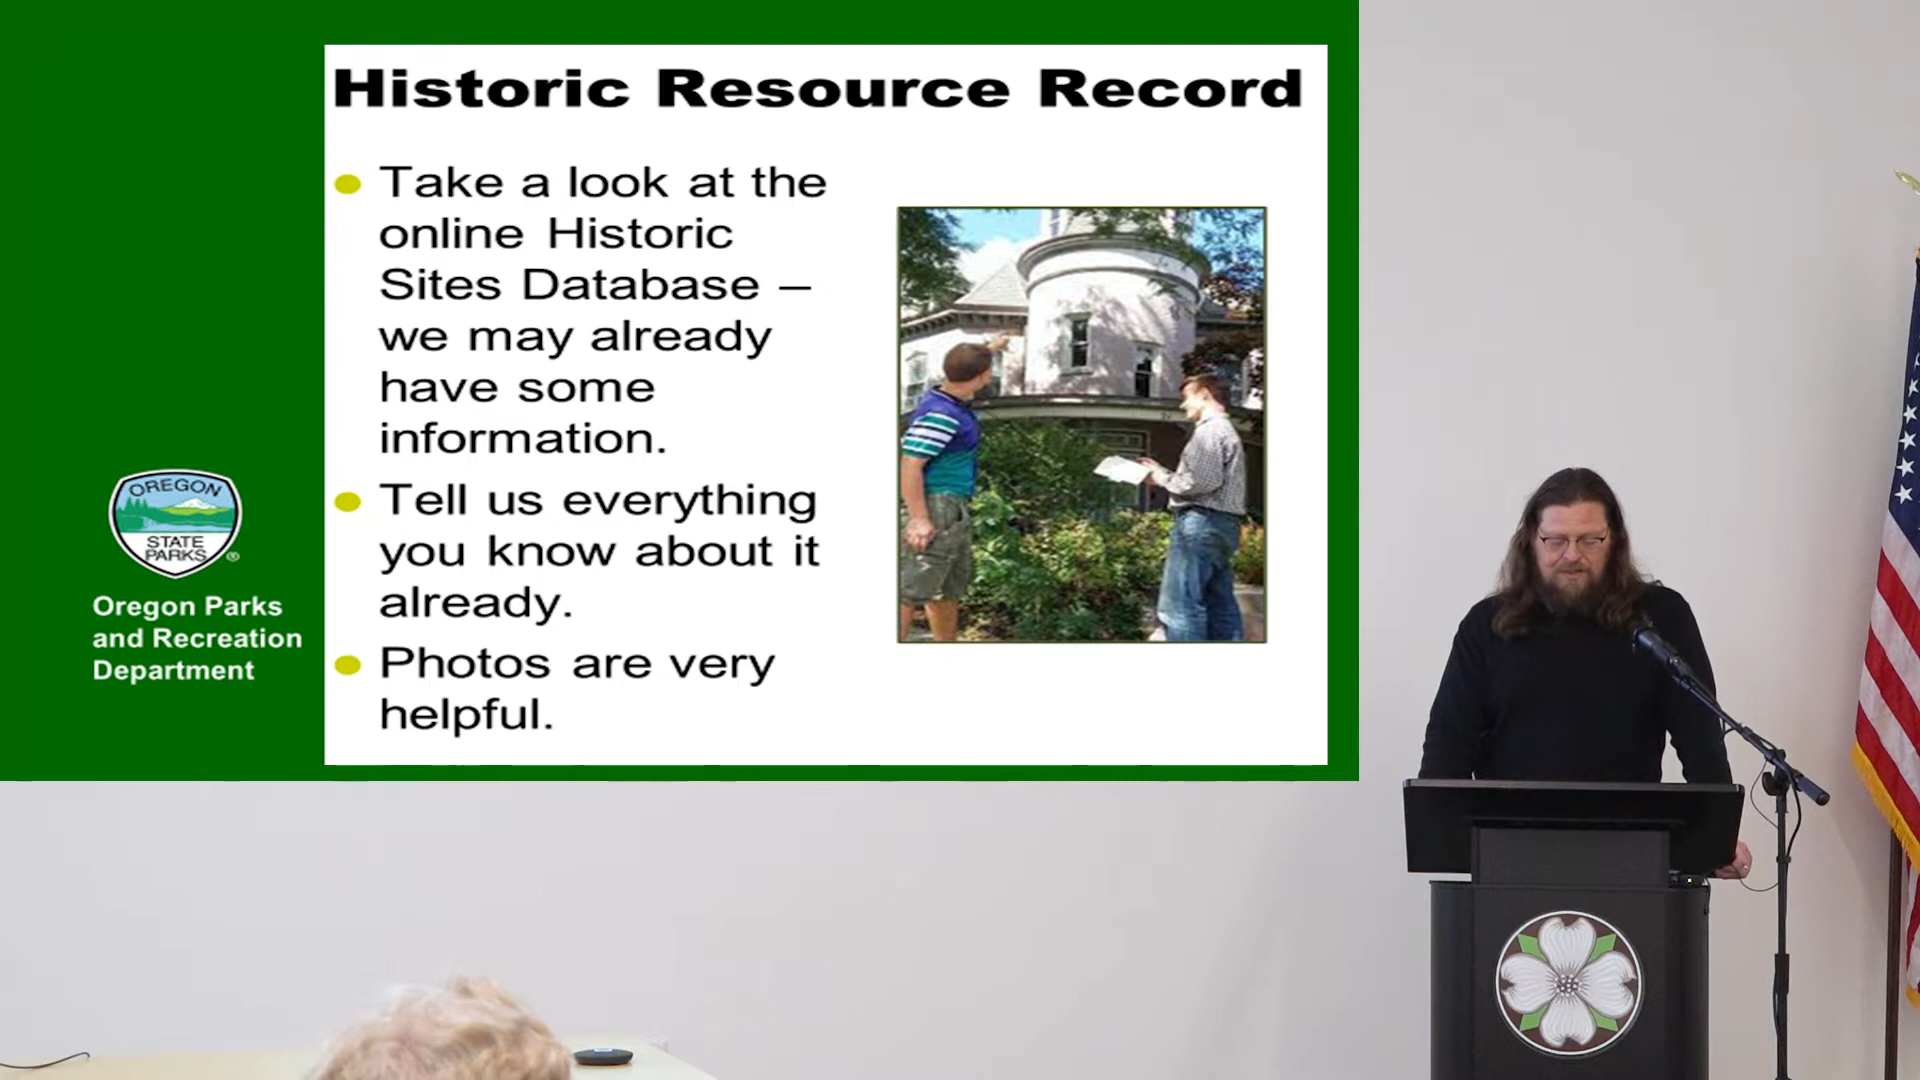 Historic Resource Record
Take a look at the
online Historic
Sites Database –
we may already
have some
information.
Tell us everything
you know about it
already.
Photos are very
helpful.
OREGON
STATE
PARKS
Oregon Parks
and Recreation
Department